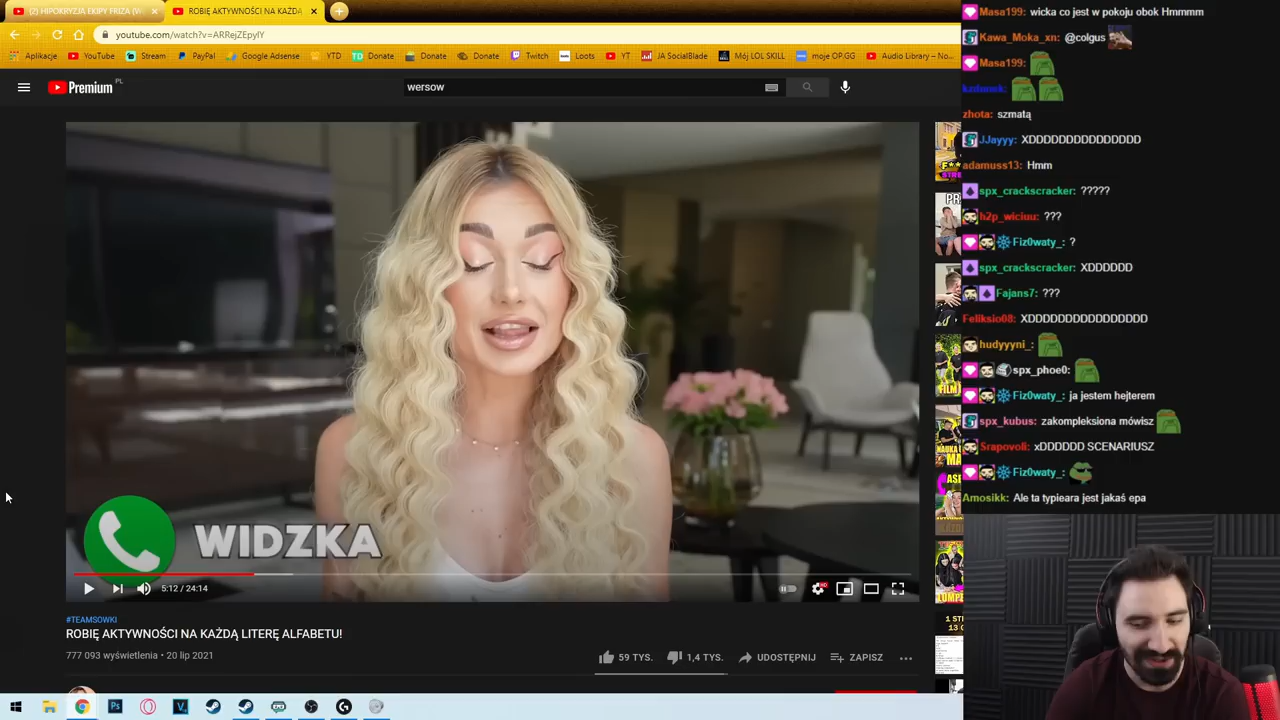 (2) HIPOKRYZJA EKIPY FRIZA (W
ROBIĘ AKTYWNOŚCI NA KAŻDĄ
youtube.com/watch?v=ARRejZEpyIY
Aplikacje
YouTube
Stream
PayPal
Google Adsense
YTD
Donate
Donate
Donate
Twitch
Loots
YT
JA SocialBlade
Mój LOL SKILL
moje OP.GG
Audio Library – No...
Premium PL
wersow
WIDZKA
5:12 / 24:14
#TEAMSOWKI
ROBIĘ AKTYWNOŚCI NA KAŻDĄ LITERĘ ALFABETU!
777 093 wyświetlenia • 20 lip 2021
59 TYS.
1,4 TYS.
UDOSTĘPNIJ
ZAPISZ
Masa199: wicka co jest w pokoju obok Hmmmm
Kawa_Moka_xn: @colgus
Masa199:
zhota: szmatą
JJayyy: XDDDDDDDDDDDDDDDD
adamuss13: Hmm
spx_crackscracker: ?????
h2p_wiciuu: ???
Fiz0waty_: ?
spx_crackscracker: XDDDDDD
Fajans7: ???
Feliksio08: XDDDDDDDDDDDDDDDDD
hudyyyni_:
spx_phoe0:
Fiz0waty_: ja jestem hejterem
spx_kubus: zakompleksiona mówisz
Srapovoli: xDDDDDD SCENARIUSZ
Fiz0waty_:
Amosikk: Ale ta typieara jest jakaś epa